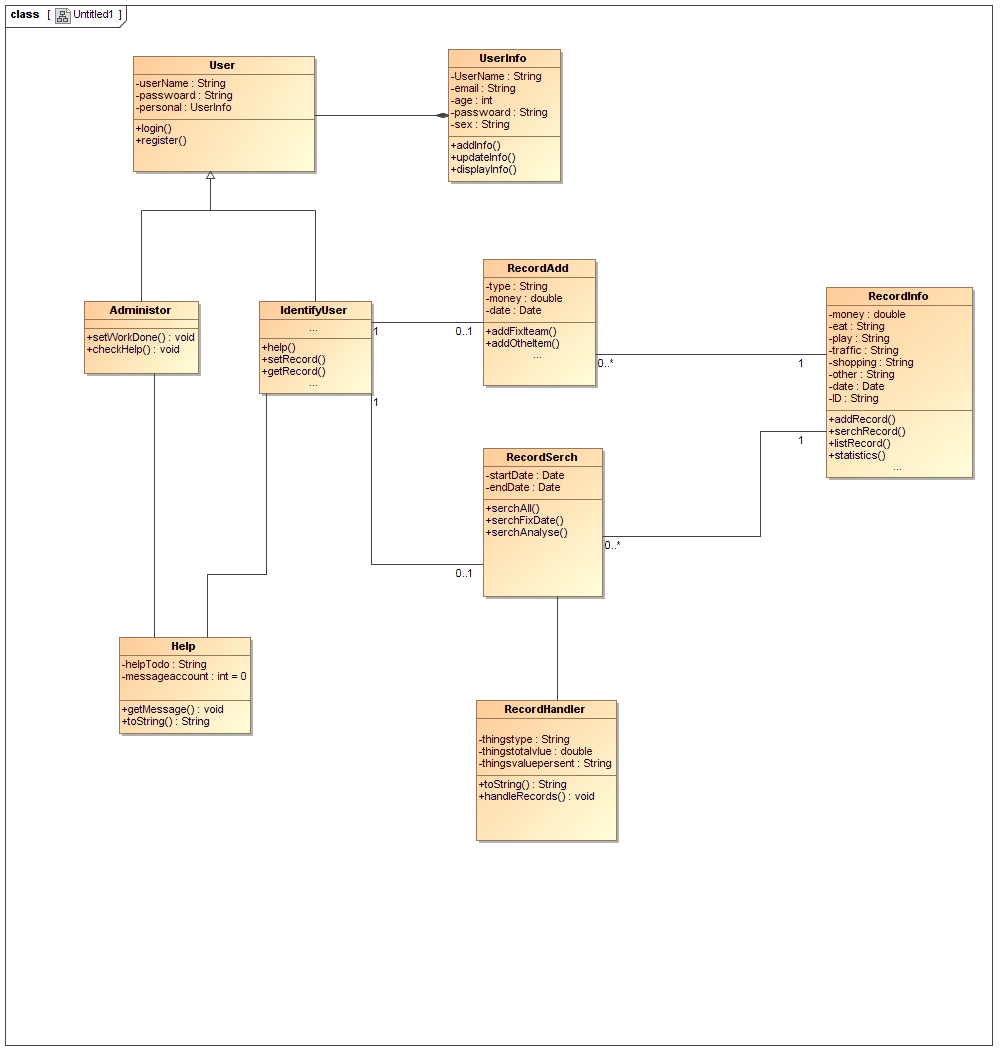 class [ Untitled1 ]
User
-userName : String
-passwoard : String
-personal : UserInfo
+login()
+register()
UserInfo
-UserName : String
-email : String
-age : int
-passwoard : String
-sex : String
+addInfo()
+updateInfo()
+displayInfo()
Administor
+setWorkDone() : void
+checkHelp() : void
IdentifyUser
...
+help()
+setRecord()
+getRecord()
...
1
0..1
1
0..1
RecordAdd
-type : String
-money : double
-date : Date
+addFixIteam()
+addOtheItem()
...
0..*
1
RecordInfo
-money : double
-eat : String
-play : String
-traffic : String
-shopping : String
-other : String
-date : Date
-ID : String
+addRecord()
+serchRecord()
+listRecord()
+statistics()
...
1
0..*
RecordSerch
-startDate : Date
-endDate : Date
+serchAll()
+serchFixDate()
+serchAnalyse()
Help
-helpTodo : String
-messageaccount : int = 0
+getMessage() : void
+toString() : String
RecordHandler
-thingstype : String
-thingstotalvlue : double
-thingsvaluepersent : String
+toString() : String
+handleRecords() : void